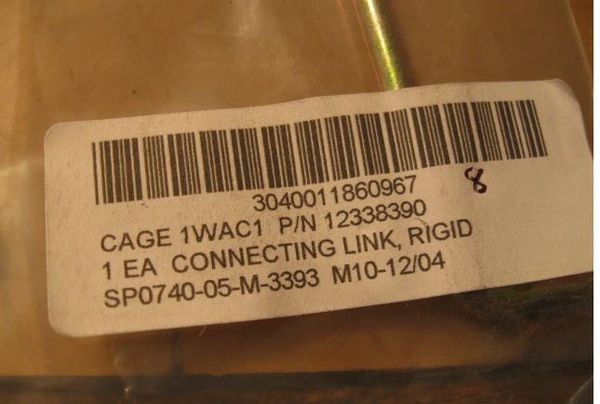 3040011860967
8
CAGE 1WAC1 P/N 12338390
1 EA CONNECTING LINK, RIGID
SP0740-05-M-3393 M10-12/04